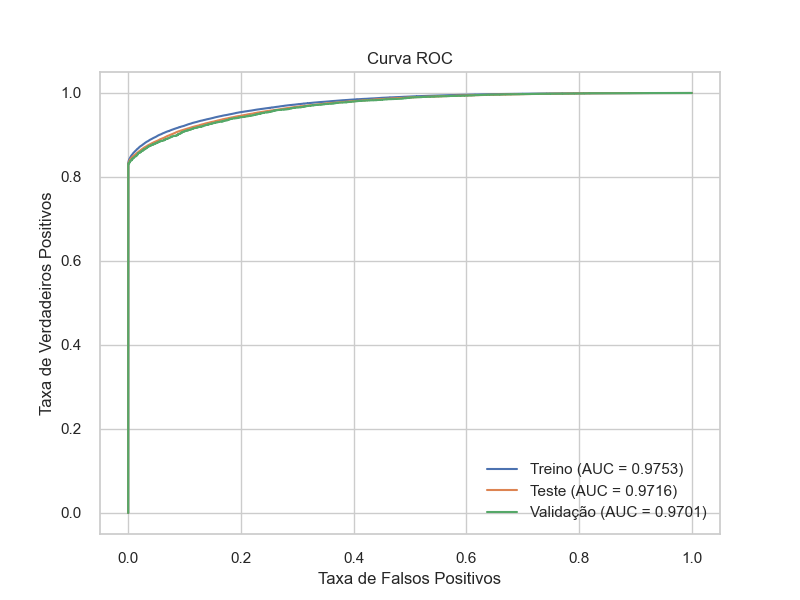 Curva ROC
1.0
0.8
0.6
0.4
0.2
0.0
Taxa de Verdadeiros Positivos
Treino (AUC = 0.9753)
Teste (AUC = 0.9716)
Validação (AUC = 0.9701)
0.0 0.2 0.4 0.6 0.8 1.0
Taxa de Falsos Positivos